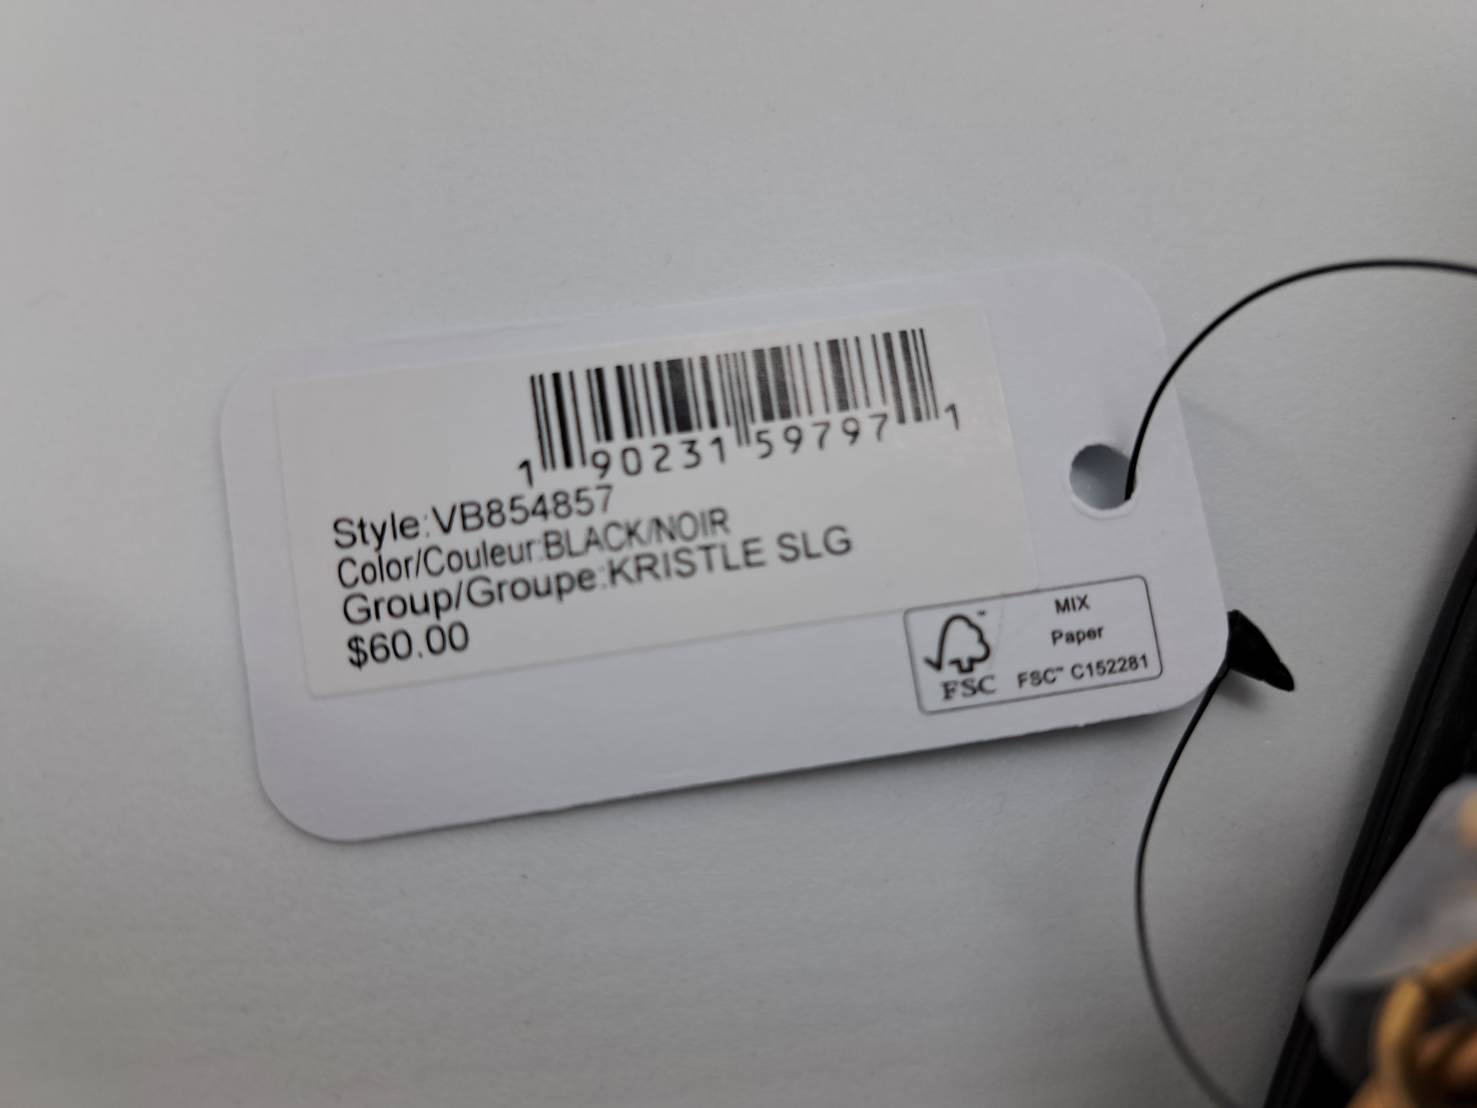 1 90231 59797 1
Style:VB854857
Color/Couleur:BLACK/NOIR
Group/Groupe:KRISTLE SLG
$60.00
FSC™
MIX
Paper
FSC™ C152281